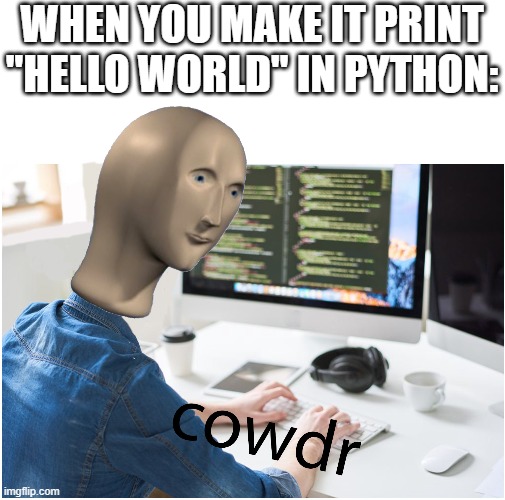 WHEN YOU MAKE IT PRINT
"HELLO WORLD" IN PYTHON:
cowdr
imgflip.com